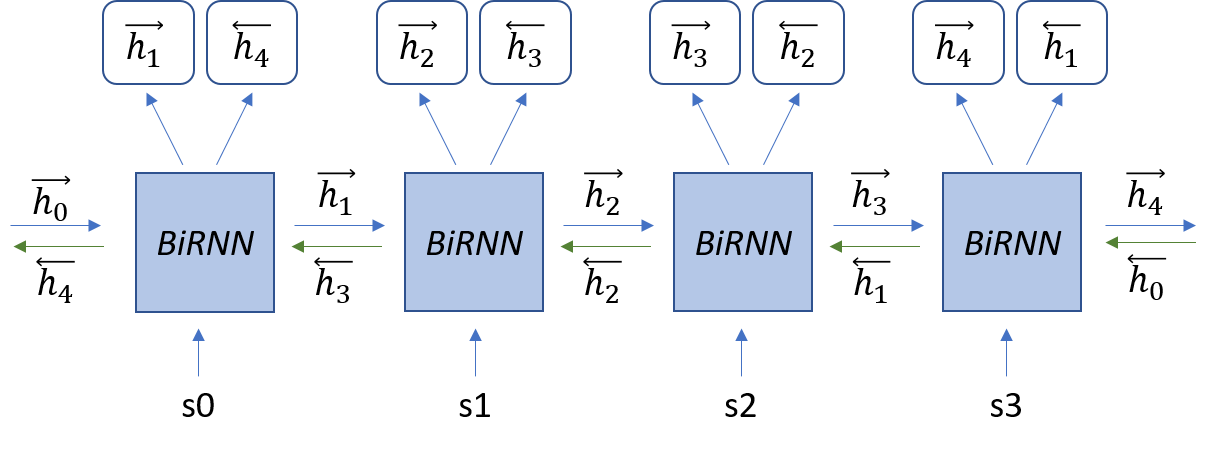 $\overrightarrow{h_1}$ $\overleftarrow{h_4}$ $\overrightarrow{h_2}$ $\overleftarrow{h_3}$ $\overrightarrow{h_3}$ $\overleftarrow{h_2}$ $\overrightarrow{h_4}$ $\overleftarrow{h_1}$
$\overrightarrow{h_0}$ $\overrightarrow{h_1}$ $\overrightarrow{h_2}$ $\overrightarrow{h_3}$ $\overrightarrow{h_4}$
BiRNN BiRNN BiRNN BiRNN
$\overleftarrow{h_4}$ $\overleftarrow{h_3}$ $\overleftarrow{h_2}$ $\overleftarrow{h_1}$ $\overleftarrow{h_0}$
s0 s1 s2 s3